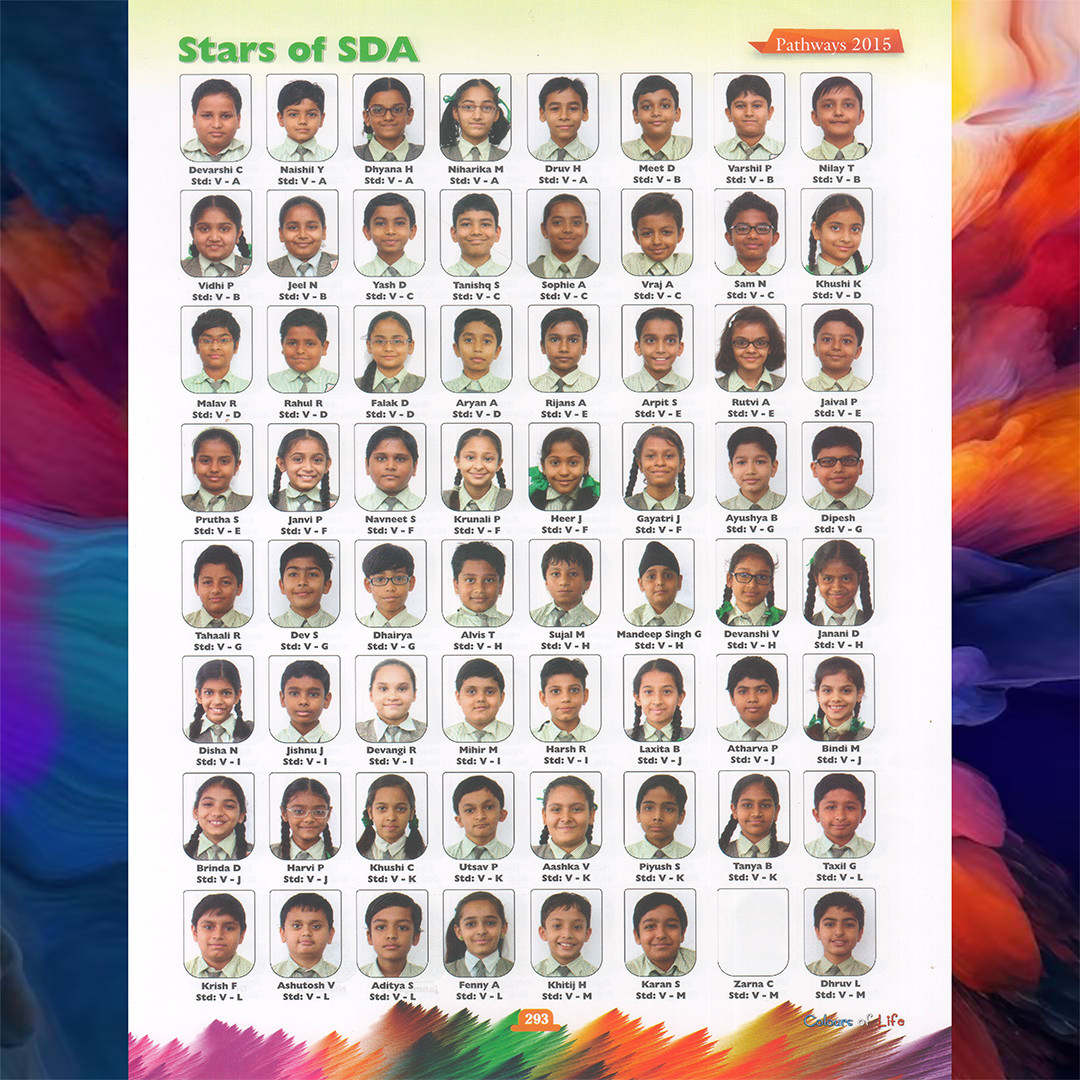 Stars of SDA
Pathways 2015
Devarshi C Naishil Y Dhyana H Niharika M Druv H Meet D Varshil P Nilay T
Std: V - A Std: V - A Std: V - A Std: V - A Std: V - A Std: V - B Std: V - B Std: V - B
Vidhi P Jeel N Yash D Tanishq S Sophie A Vraj A Sam N Khushi K
Std: V - B Std: V - B Std: V - C Std: V - C Std: V - C Std: V - C Std: V - C Std: V - D
Malav R Rahul R Falak D Aryan A Rijans A Arpit S Rutvi A Jaival P
Std: V - D Std: V - D Std: V - D Std: V - D Std: V - E Std: V - E Std: V - E Std: V - E
Prutha S Janvi P Navneet S Krunali P Heer J Gayatri J Ayushya B Dipesh
Std: V - E Std: V - F Std: V - F Std: V - F Std: V - F Std: V - F Std: V - G Std: V - G
Tahaali R Dev S Dhairya Alvis T Sujal M Mandeep Singh G Devanshi V Janani D
Std: V - G Std: V - G Std: V - G Std: V - H Std: V - H Std: V - H Std: V - H Std: V - H
Disha N Jishnu J Devangi R Mihir M Harsh R Laxita B Atharva P Bindi M
Std: V - I Std: V - I Std: V - I Std: V - I Std: V - I Std: V - J Std: V - J Std: V - J
Brinda D Harvi P Khushi C Utsav P Aashka V Piyush S Tanya B Taxil G
Std: V - J Std: V - J Std: V - K Std: V - K Std: V - K Std: V - K Std: V - K Std: V - L
Krish F Ashutosh V Aditya S Fenny A Khitij H Karan S Zarna C Dhruv L
Std: V - L Std: V - L Std: V - L Std: V - L Std: V - M Std: V - M Std: V - M Std: V - M
293
Colours of Life